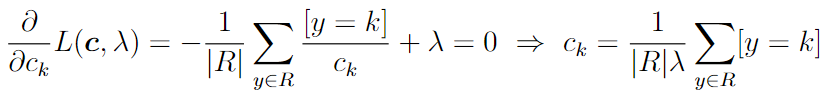 ∂/∂c_k L(𝒄, λ) = −1/|R| ∑_{y∈R} [y = k]/c_k + λ = 0 ⇒ c_k = 1/(|R|λ) ∑_{y∈R} [y = k]